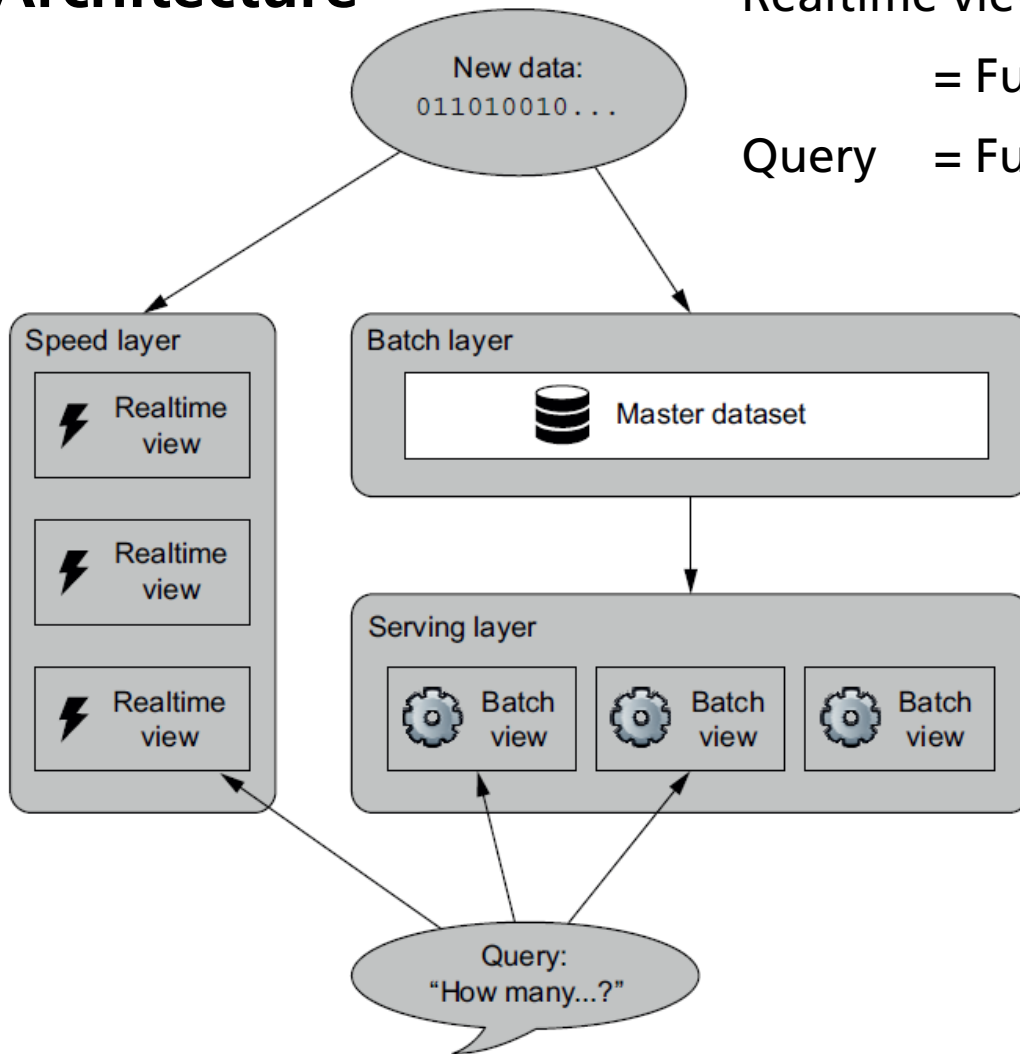 Architecture
Realtime vie
= Fu
Query = Fu
New data:
011010010...
Speed layer
Realtime
view
Realtime
view
Realtime
view
Batch layer
Master dataset
Serving layer
Batch
view
Batch
view
Batch
view
Query:
“How many...?”